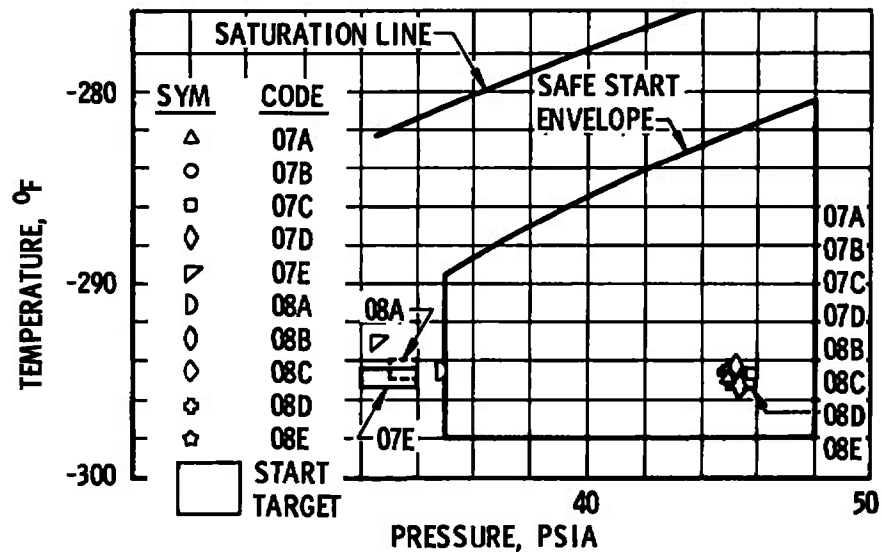 SATURATION LINE
SAFE START
ENVELOPE
-280
-290
-300
TEMPERATURE, °F
SYM CODE
07A
07B
07C
07D
07E
08A
08B
08C
08D
08E
START
TARGET
08A
07E
07A
07B
07C
07D
08B
08C
08D
08E
40
50
PRESSURE, PSIA